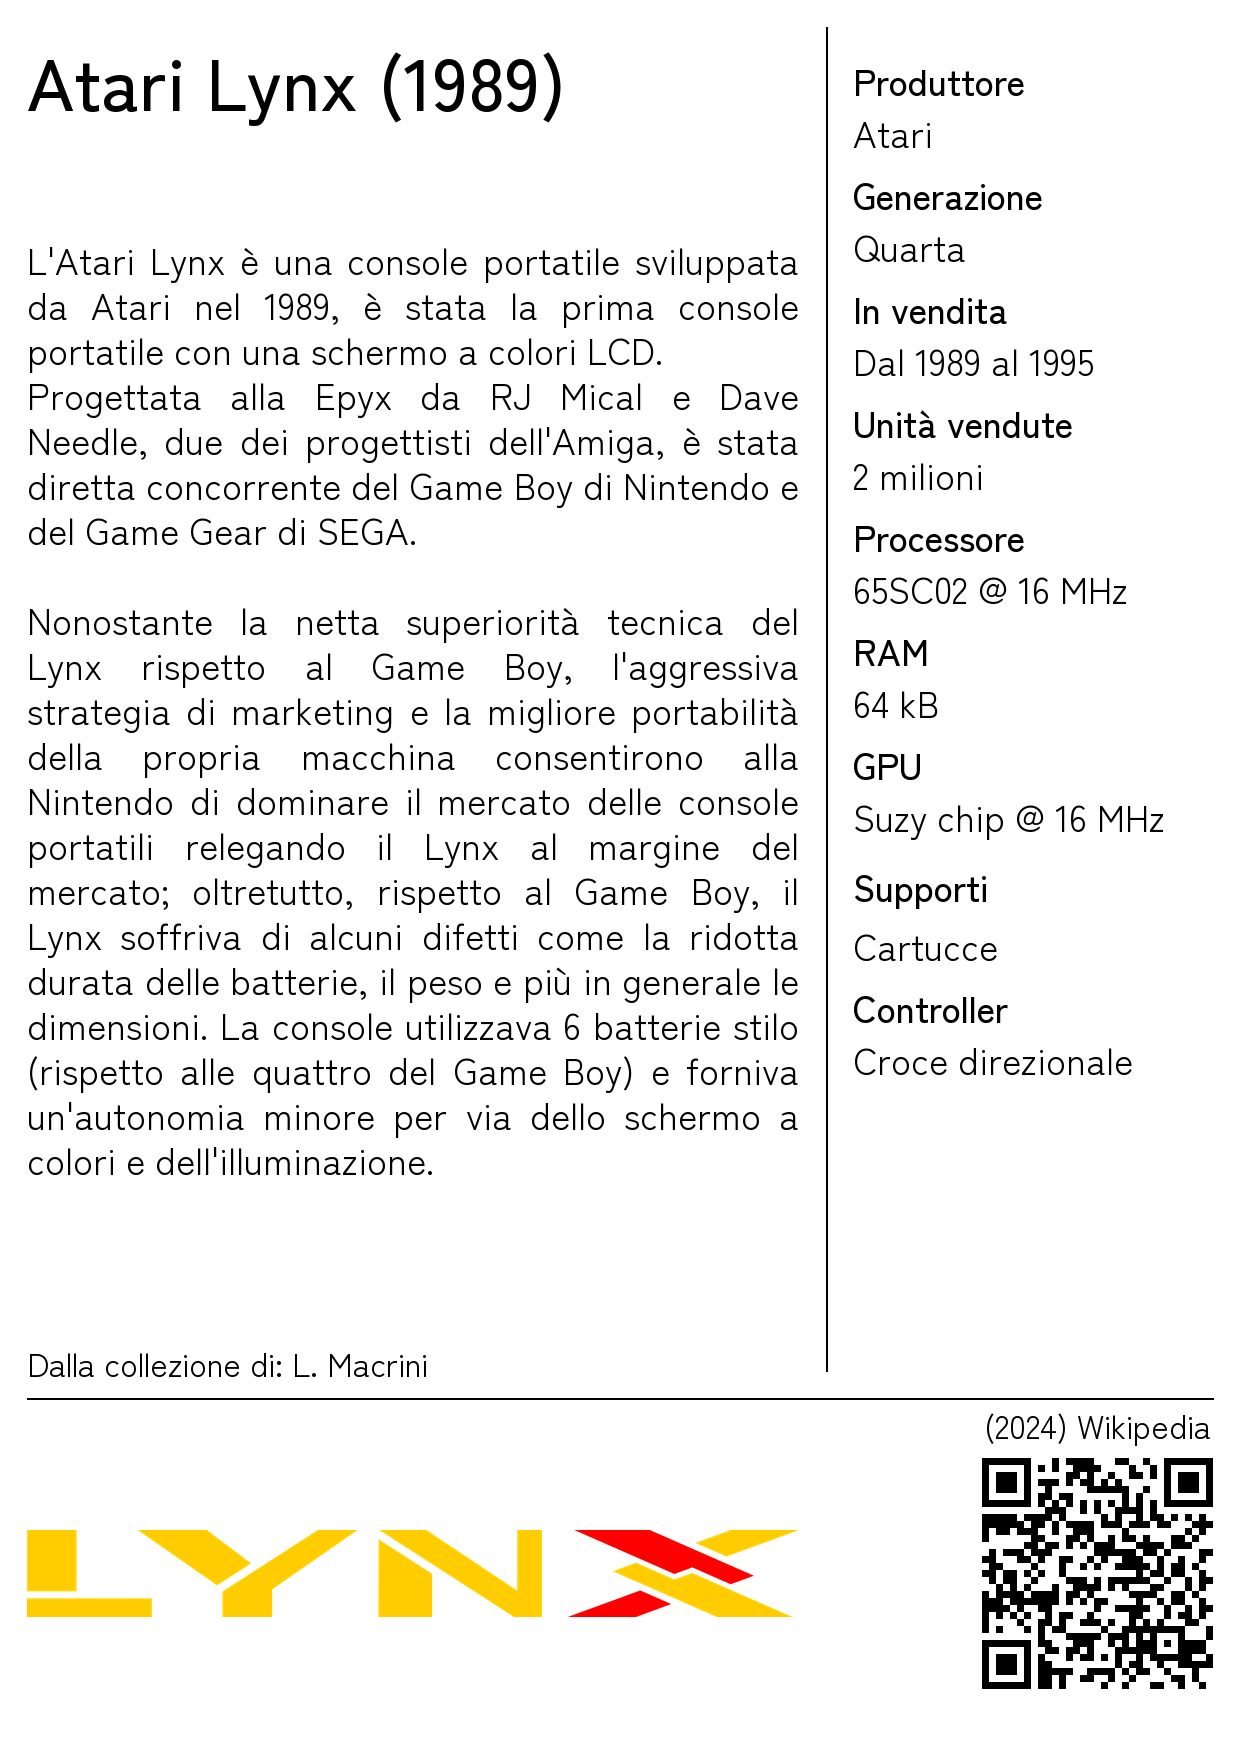 Atari Lynx (1989)
L'Atari Lynx è una console portatile sviluppata
da Atari nel 1989, è stata la prima console
portatile con una schermo a colori LCD.
Progettata alla Epyx da RJ Mical e Dave
Needle, due dei progettisti dell'Amiga, è stata
diretta concorrente del Game Boy di Nintendo e
del Game Gear di SEGA.
Nonostante la netta superiorità tecnica del
Lynx rispetto al Game Boy, l'aggressiva
strategia di marketing e la migliore portabilità
della propria macchina consentirono alla
Nintendo di dominare il mercato delle console
portatili relegando il Lynx al margine del
mercato; oltretutto, rispetto al Game Boy, il
Lynx soffriva di alcuni difetti come la ridotta
durata delle batterie, il peso e più in generale le
dimensioni. La console utilizzava 6 batterie stilo
(rispetto alle quattro del Game Boy) e forniva
un'autonomia minore per via dello schermo a
colori e dell'illuminazione.
Dalla collezione di: L. Macrini
Produttore
Atari
Generazione
Quarta
In vendita
Dal 1989 al 1995
Unità vendute
2 milioni
Processore
65SC02 @ 16 MHz
RAM
64 kB
GPU
Suzy chip @ 16 MHz
Supporti
Cartucce
Controller
Croce direzionale
(2024) Wikipedia
LYNX